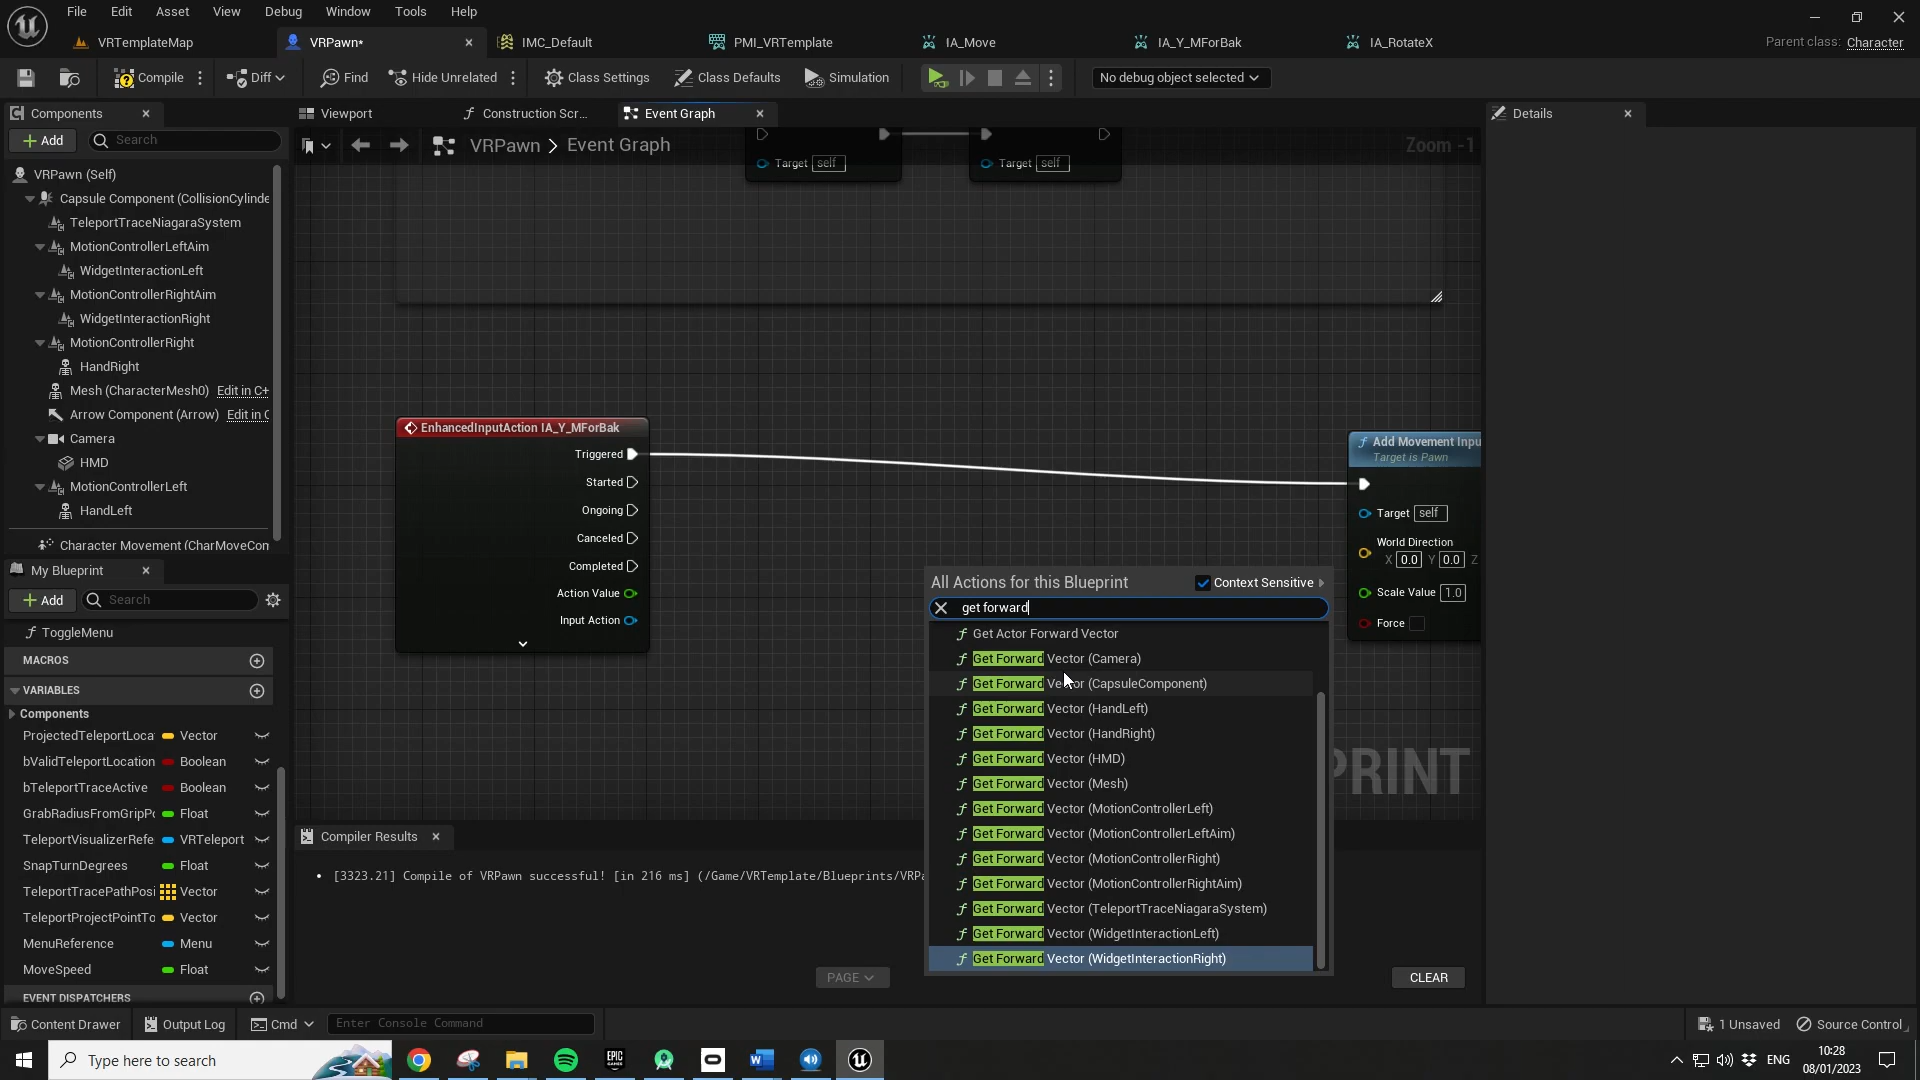 File Edit Asset View Debug Window Tools Help
VRTemplateMap VRPawn* IMC_Default PMI_VRTemplate IA_Move IA_Y_MForBak IA_RotateX Parent class: Character
Compile Diff Find Hide Unrelated Class Settings Class Defaults Simulation No debug object selected
Components Viewport Construction Scr... Event Graph Details
Add Search VRPawn > Event Graph Zoom -1
VRPawn (Self)
Capsule Component (CollisionCylinde
TeleportTraceNiagaraSystem
MotionControllerLeftAim
WidgetInteractionLeft
MotionControllerRightAim
WidgetInteractionRight
MotionControllerRight
HandRight
Mesh (CharacterMesh0) Edit in C+
Arrow Component (Arrow) Edit in C
Camera
HMD
MotionControllerLeft
HandLeft
Character Movement (CharMoveCon
My Blueprint
Add Search
ToggleMenu
MACROS
VARIABLES
Components
ProjectedTeleportLoca Vector
bValidTeleportLocation Boolean
bTeleportTraceActive Boolean
GrabRadiusFromGripPo Float
TeleportVisualizerRefe VRTeleport
SnapTurnDegrees Float
TeleportTracePathPosi Vector
TeleportProjectPointTo Vector
MenuReference Menu
MoveSpeed Float
EVENT DISPATCHERS
Target self Target self
EnhancedInputAction IA_Y_MForBak
Triggered
Started
Ongoing
Canceled
Completed
Action Value
Input Action
Add Movement Inpu
Target is Pawn
Target self
World Direction
X 0.0 Y 0.0 Z
Scale Value 1.0
Force
All Actions for this Blueprint Context Sensitive
get forward
Get Actor Forward Vector
Get Forward Vector (Camera)
Get Forward Vector (CapsuleComponent)
Get Forward Vector (HandLeft)
Get Forward Vector (HandRight)
Get Forward Vector (HMD)
Get Forward Vector (Mesh)
Get Forward Vector (MotionControllerLeft)
Get Forward Vector (MotionControllerLeftAim)
Get Forward Vector (MotionControllerRight)
Get Forward Vector (MotionControllerRightAim)
Get Forward Vector (TeleportTraceNiagaraSystem)
Get Forward Vector (WidgetInteractionLeft)
Get Forward Vector (WidgetInteractionRight)
PRINT
Compiler Results
[3323.21] Compile of VRPawn successful! [in 216 ms] (/Game/VRTemplate/Blueprints/VRPa
PAGE CLEAR
Content Drawer Output Log Cmd Enter Console Command 1 Unsaved Source Control
Type here to search ENG 10:28
08/01/2023